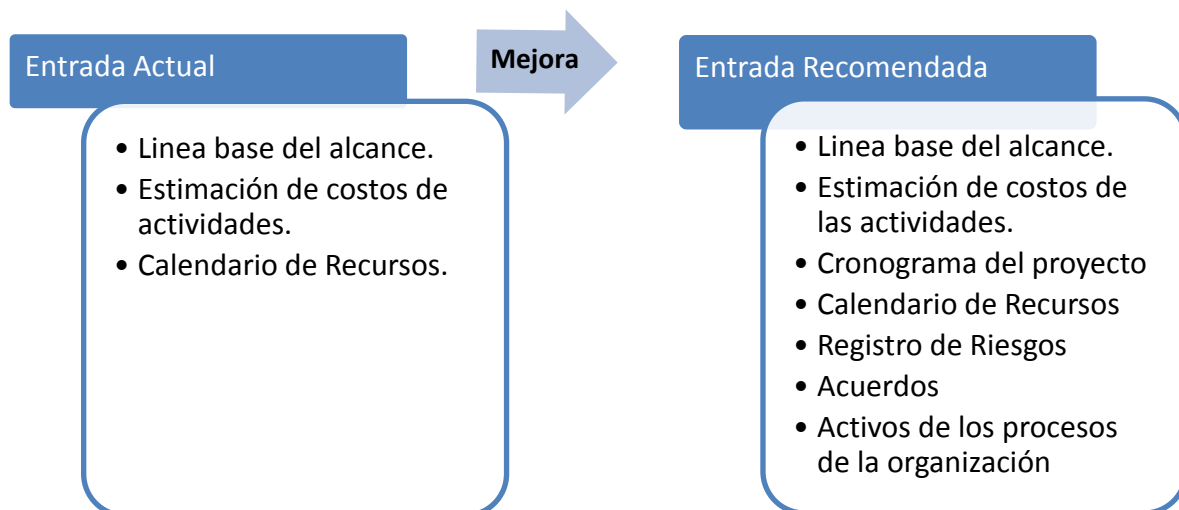 Entrada Actual
• Linea base del alcance.
• Estimación de costos de
actividades.
• Calendario de Recursos.
Mejora
Entrada Recomendada
• Linea base del alcance.
• Estimación de costos de
las actividades.
• Cronograma del proyecto
• Calendario de Recursos
• Registro de Riesgos
• Acuerdos
• Activos de los procesos
de la organización